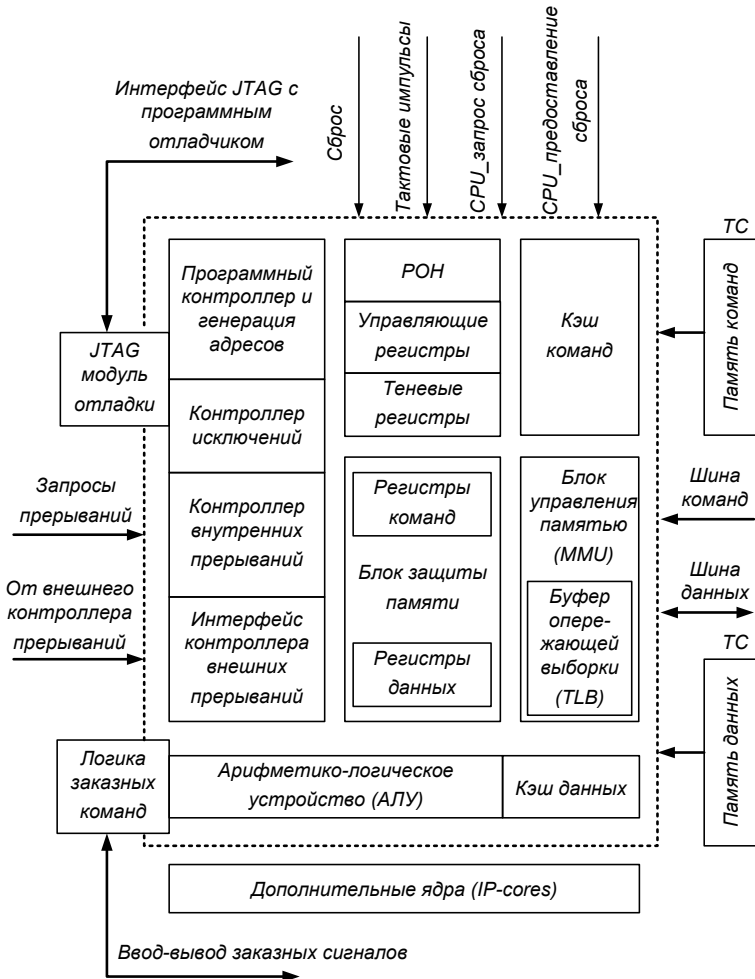 Интерфейс JTAG с
программным
отладчиком
Сброс
Тактовые импульсы
CPU_запрос сброса
CPU_предоставление
сброса
JTAG
модуль
отладки
Программный
контроллер и
генерация
адресов
Контроллер
исключений
Контроллер
внутренних
прерываний
Интерфейс
контроллера
внешних
прерываний
РОН
Управляющие
регистры
Теневые
регистры
Кэш
команд
Регистры
команд
Блок защиты
памяти
Регистры
данных
Блок
управления
памятью
(MMU)
Буфер
опере-
жающей
выборки
(TLB)
ТС
Память команд
Шина
команд
Шина
данных
ТС
Память данных
Запросы
прерываний
От внешнего
контроллера
прерываний
Логика
заказных
команд
Арифметико-логическое
устройство (АЛУ)
Кэш данных
Дополнительные ядра (IP-cores)
Ввод-вывод заказных сигналов